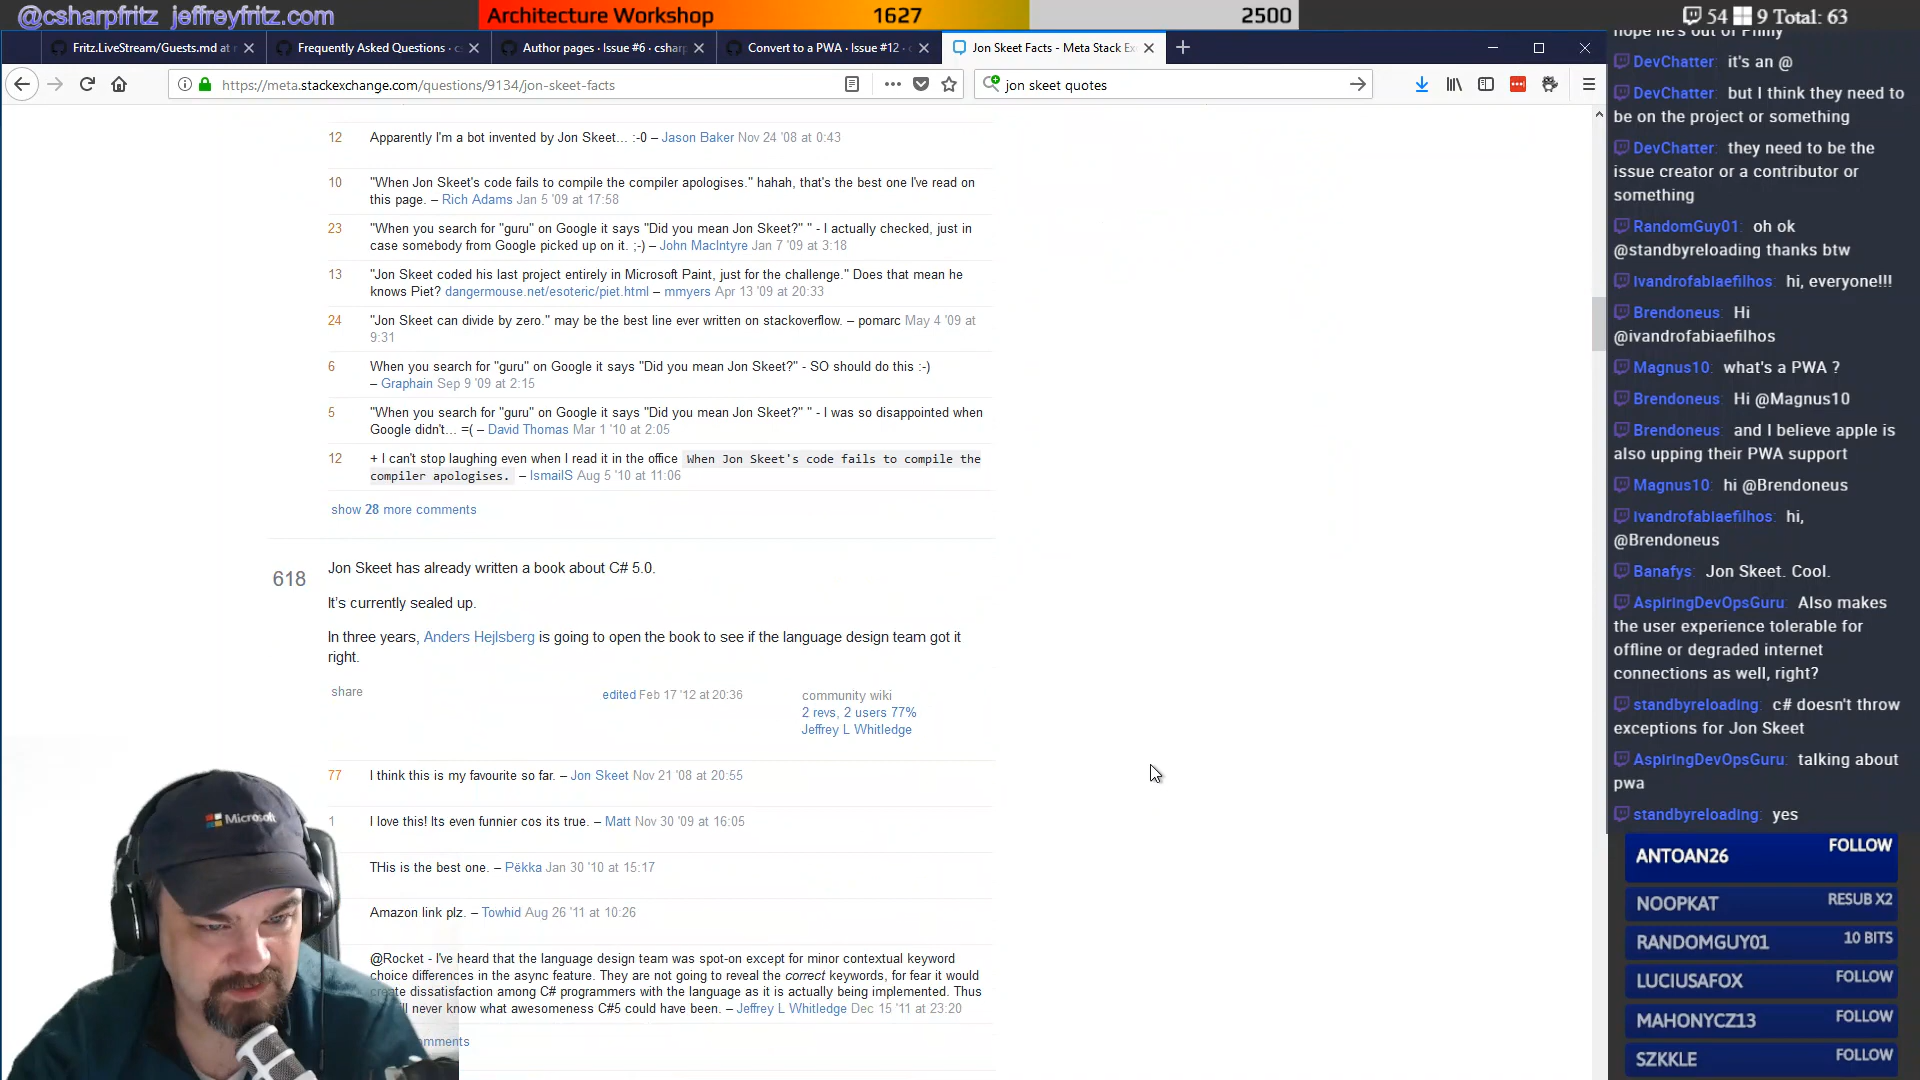 @csharpfritz jeffreyfritz.com
Architecture Workshop 1627 2500
54 9 Total: 63
Fritz.LiveStream/Guests.md at
Frequently Asked Questions · cs
Author pages · Issue #6 · csharp
Convert to a PWA · Issue #12 · c
Jon Skeet Facts - Meta Stack Ex
https://meta.stackexchange.com/questions/9134/jon-skeet-facts
jon skeet quotes
12 Apparently I'm a bot invented by Jon Skeet... :-0 – Jason Baker Nov 24 '08 at 0:43
10 "When Jon Skeet's code fails to compile the compiler apologises." hahah, that's the best one I've read on
this page. – Rich Adams Jan 5 '09 at 17:58
23 "When you search for "guru" on Google it says "Did you mean Jon Skeet?" " - I actually checked, just in
case somebody from Google picked up on it. ;-) – John MacIntyre Jan 7 '09 at 3:18
13 "Jon Skeet coded his last project entirely in Microsoft Paint, just for the challenge." Does that mean he
knows Piet? dangermouse.net/esoteric/piet.html – mmyers Apr 13 '09 at 20:33
24 "Jon Skeet can divide by zero." may be the best line ever written on stackoverflow. – pomarc May 4 '09 at
9:31
6 When you search for "guru" on Google it says "Did you mean Jon Skeet?" - SO should do this :-)
– Graphain Sep 9 '09 at 2:15
5 "When you search for "guru" on Google it says "Did you mean Jon Skeet?" " - I was so disappointed when
Google didn't... =( – David Thomas Mar 1 '10 at 2:05
12 + I can't stop laughing even when I read it in the office When Jon Skeet's code fails to compile the
compiler apologises. – IsmailS Aug 5 '10 at 11:06
show 28 more comments
618
Jon Skeet has already written a book about C# 5.0.
It's currently sealed up.
In three years, Anders Hejlsberg is going to open the book to see if the language design team got it
right.
share
edited Feb 17 '12 at 20:36
community wiki
2 revs, 2 users 77%
Jeffrey L Whitledge
77 I think this is my favourite so far. – Jon Skeet Nov 21 '08 at 20:55
1 I love this! Its even funnier cos its true. – Matt Nov 30 '09 at 16:05
THis is the best one. – Pëkka Jan 30 '10 at 15:17
Amazon link plz. – Towhid Aug 26 '11 at 10:26
@Rocket - I've heard that the language design team was spot-on except for minor contextual keyword
choice differences in the async feature. They are not going to reveal the correct keywords, for fear it would
dissatisfaction among C# programmers with the language as it is actually being implemented. Thus
never know what awesomeness C#5 could have been. – Jeffrey L Whitledge Dec 15 '11 at 23:20
Microsoft
hope he's out of Philly
DevChatter: it's an @
DevChatter: but I think they need to
be on the project or something
DevChatter: they need to be the
issue creator or a contributor or
something
RandomGuy01: oh ok
@standbyreloading thanks btw
ivandrofabiaefilhos: hi, everyone!!!
Brendoneus: Hi
@ivandrofabiaefilhos
Magnus10: what's a PWA ?
Brendoneus: Hi @Magnus10
Brendoneus: and I believe apple is
also upping their PWA support
Magnus10: hi @Brendoneus
ivandrofabiaefilhos: hi,
@Brendoneus
Banafys: Jon Skeet. Cool.
AspiringDevOpsGuru: Also makes
the user experience tolerable for
offline or degraded internet
connections as well, right?
standbyreloading: c# doesn't throw
exceptions for Jon Skeet
AspiringDevOpsGuru: talking about
pwa
standbyreloading: yes
ANTOAN26 FOLLOW
NOOPKAT RESUB X2
RANDOMGUY01 10 BITS
LUCIUSAFOX FOLLOW
MAHONYCZ13 FOLLOW
SZKKLE FOLLOW